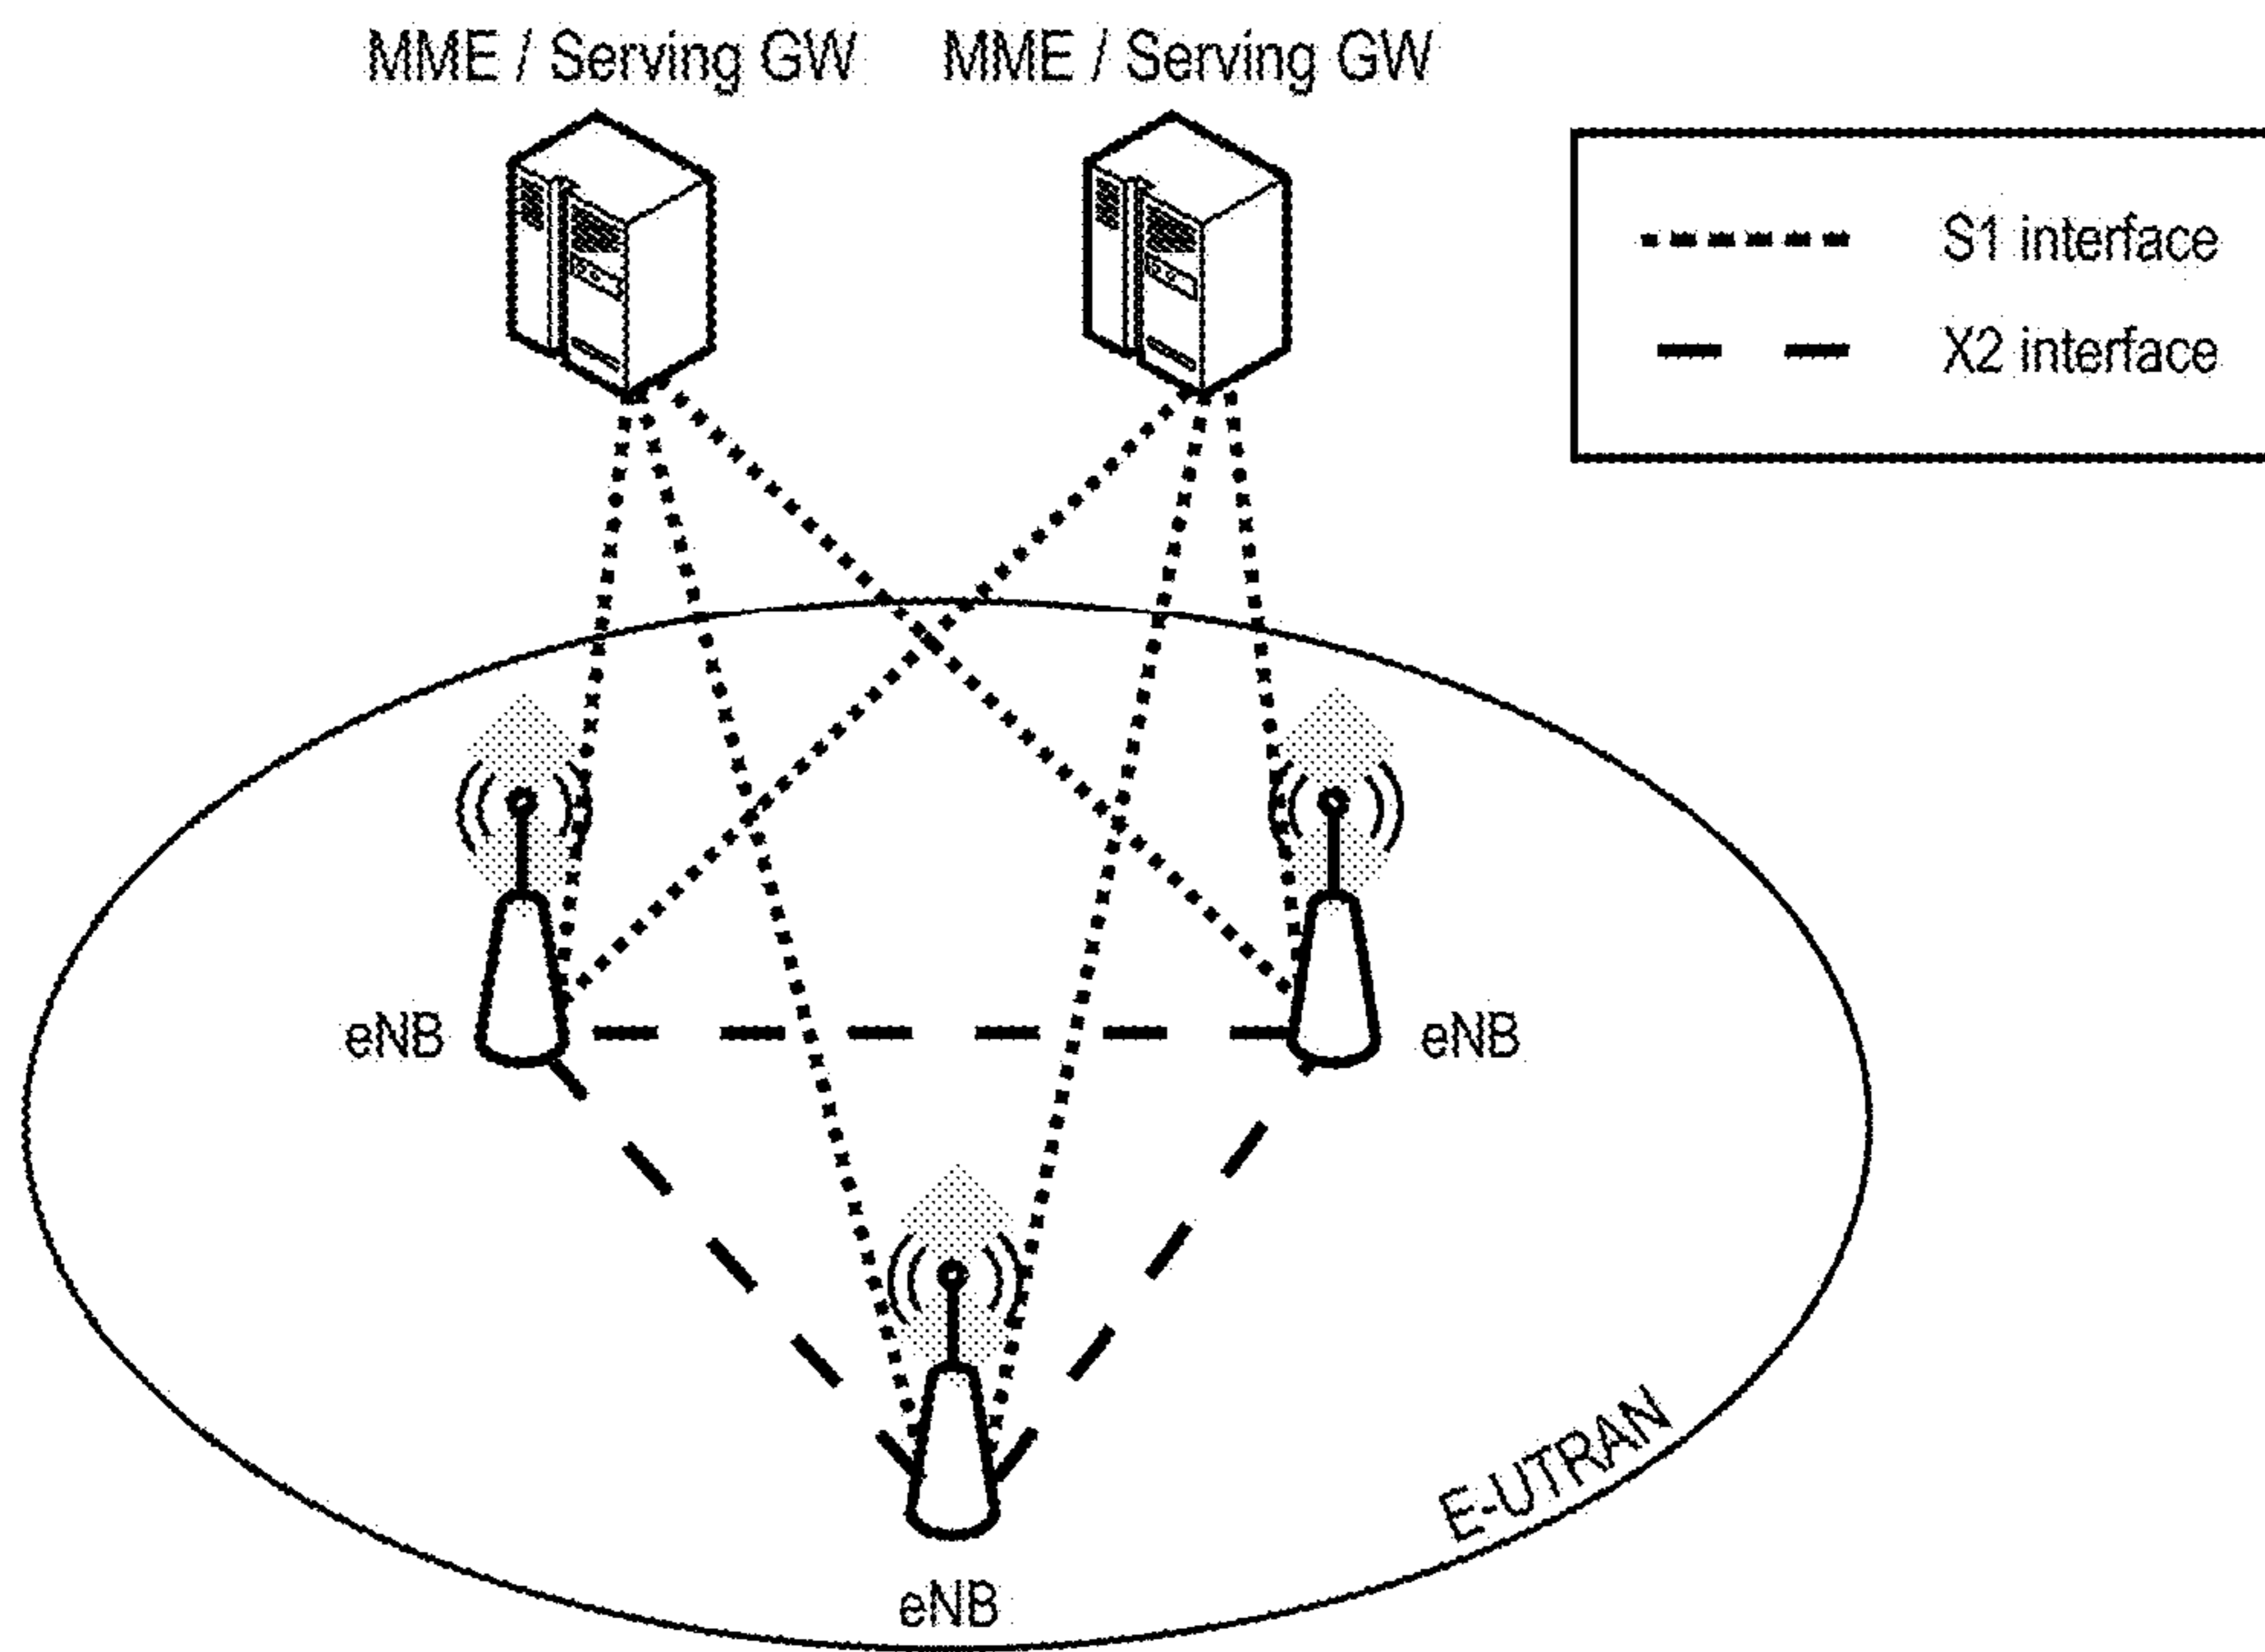 MME / Serving GW
MME / Serving GW
S1 interface
X2 interface
eNB
eNB
E-UTRAN
eNB